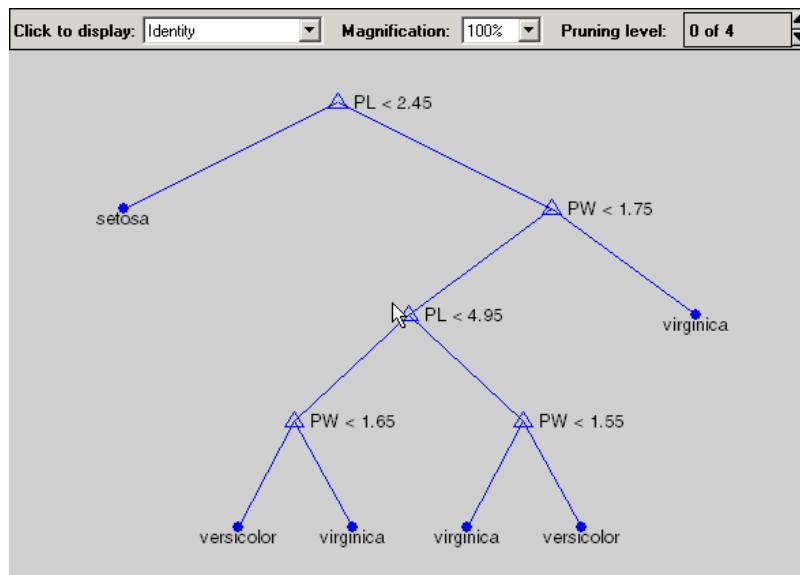 Click to display: Identity Magnification: 100% Pruning level: 0 of 4
PL < 2.45
setosa
PW < 1.75
PL < 4.95
virginica
PW < 1.65
PW < 1.55
versicolor
virginica
virginica
versicolor